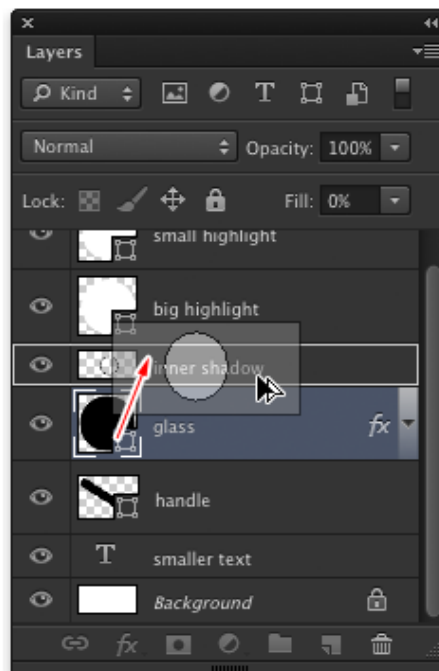 Layers
Kind
Normal Opacity: 100%
Lock: Fill: 0%
small highlight
big highlight
inner shadow
glass fx
handle
T smaller text
Background
fx